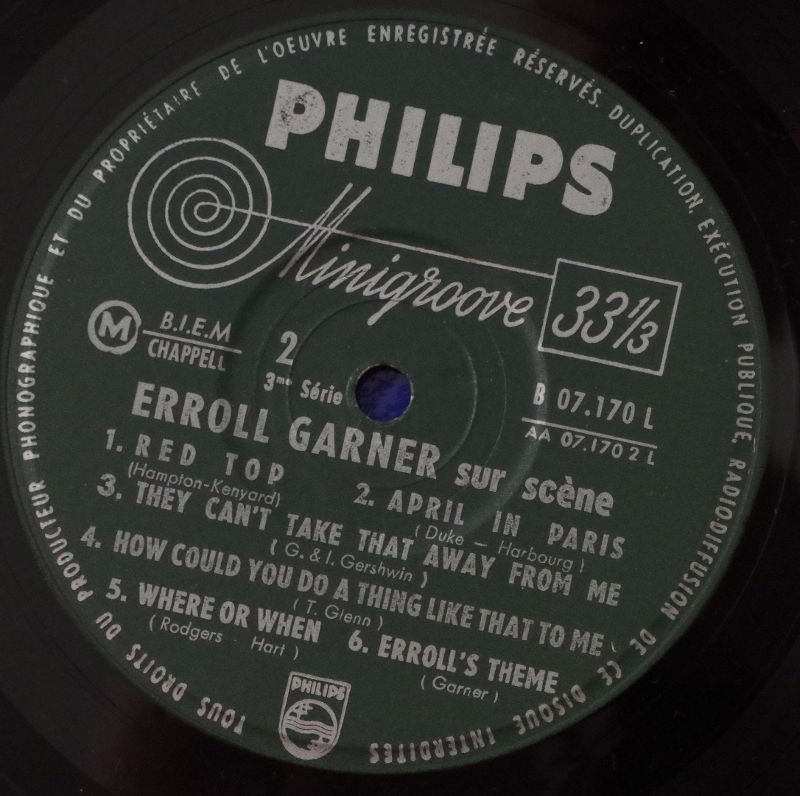 TOUS DROITS DU PRODUCTEUR PHONOGRAPHIQUE ET DU PROPRIÉTAIRE DE L'OEUVRE ENREGISTRÉE RÉSERVÉS. DUPLICATION, EXÉCUTION PUBLIQUE, RADIODIFFUSION DE CE DISQUE INTERDITES
PHILIPS
Minigroove 33 1/3
M B.I.E.M
CHAPPELL
2
3me Série
B 07.170 L
AA 07.170 2 L
ERROLL GARNER sur scène
1. RED TOP
(Hampton-Kenyard)
2. APRIL IN PARIS
(Duke – Harbourg)
3. THEY CAN'T TAKE THAT AWAY FROM ME
(G. & I. Gershwin)
4. HOW COULD YOU DO A THING LIKE THAT TO ME
(T. Glenn)
5. WHERE OR WHEN
(Rodgers - Hart)
6. ERROLL'S THEME
(Garner)
PHILIPS